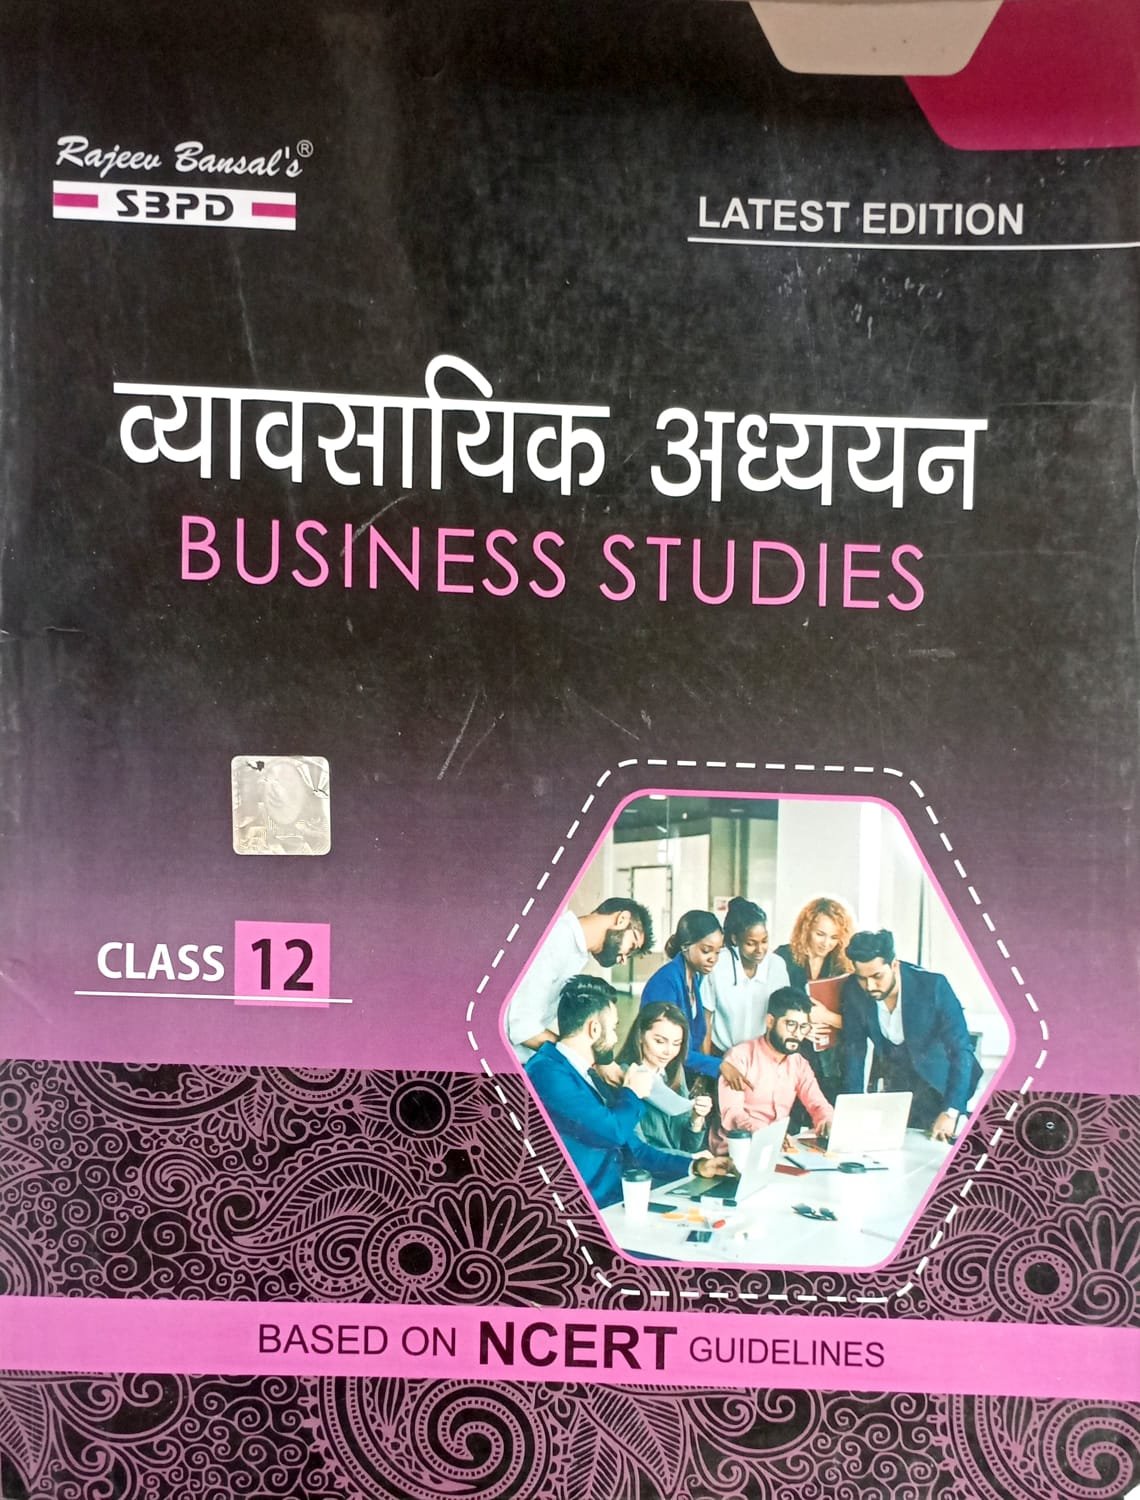 Rajeev Bansal's®
SBPD
LATEST EDITION
व्यावसायिक अध्ययन
BUSINESS STUDIES
CLASS 12
BASED ON NCERT GUIDELINES